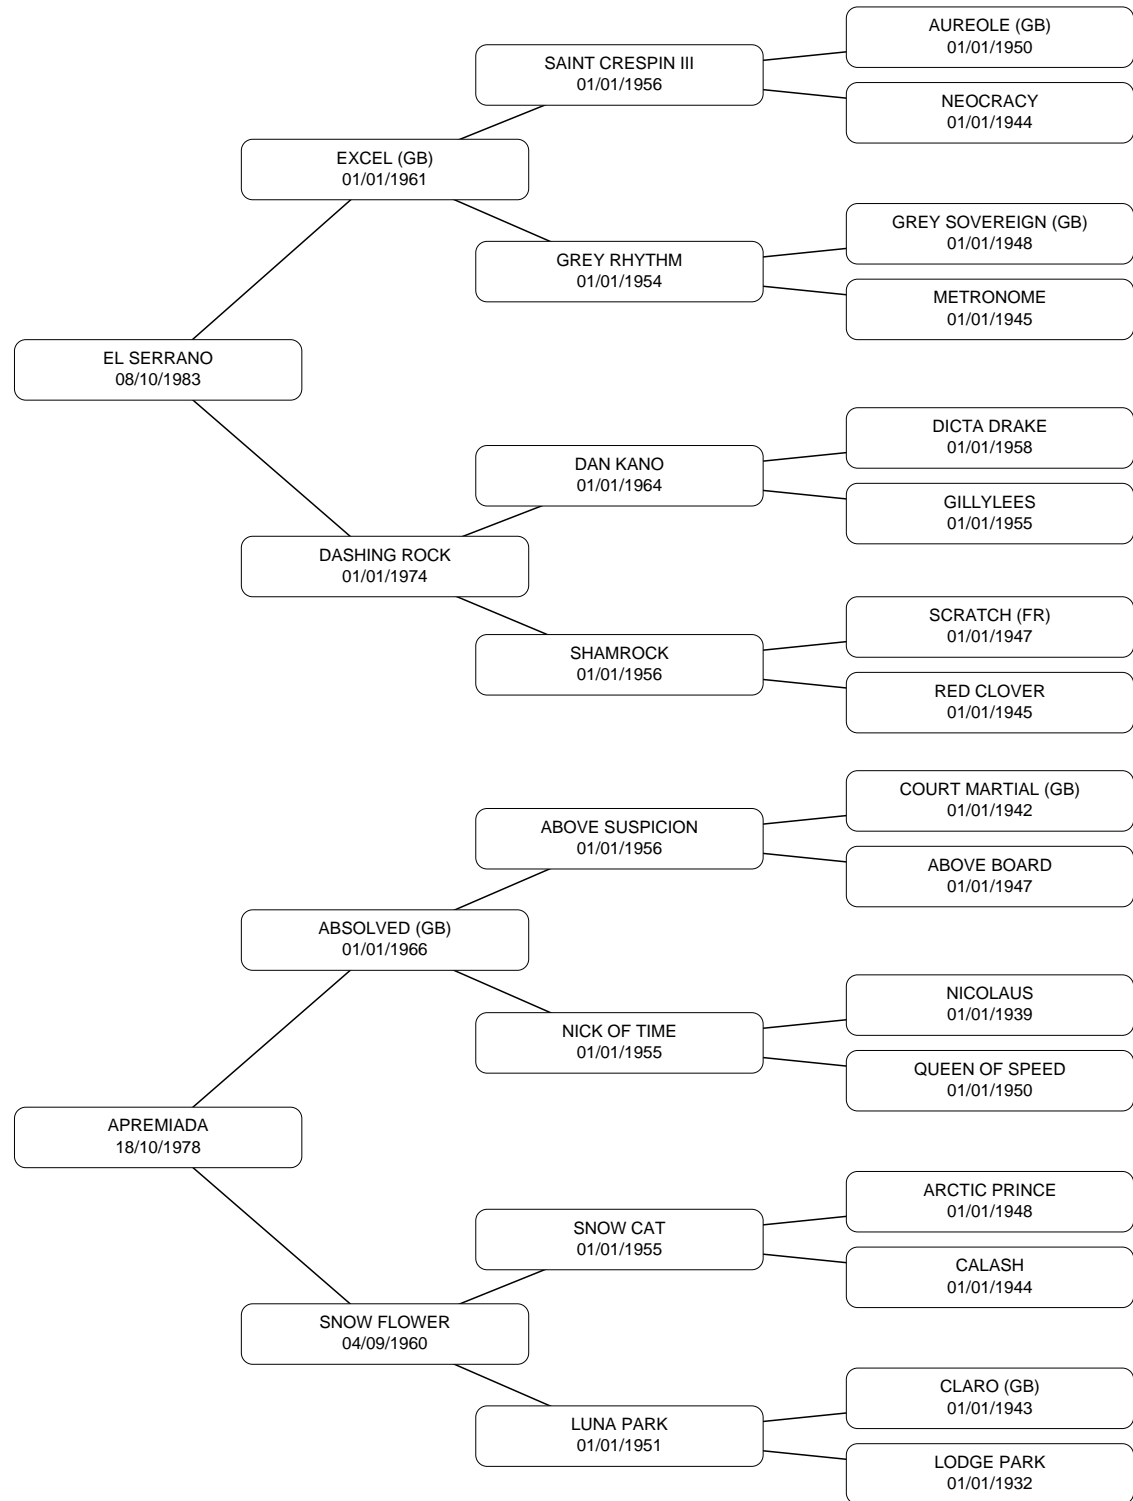 AUREOLE (GB)
01/01/1950
SAINT CRESPIN III
01/01/1956
NEOCRACY
01/01/1944
EXCEL (GB)
01/01/1961
GREY SOVEREIGN (GB)
01/01/1948
GREY RHYTHM
01/01/1954
METRONOME
01/01/1945
EL SERRANO
08/10/1983
DICTA DRAKE
01/01/1958
DAN KANO
01/01/1964
GILLYLEES
01/01/1955
DASHING ROCK
01/01/1974
SCRATCH (FR)
01/01/1947
SHAMROCK
01/01/1956
RED CLOVER
01/01/1945
COURT MARTIAL (GB)
01/01/1942
ABOVE SUSPICION
01/01/1956
ABOVE BOARD
01/01/1947
ABSOLVED (GB)
01/01/1966
NICOLAUS
01/01/1939
NICK OF TIME
01/01/1955
QUEEN OF SPEED
01/01/1950
APREMIADA
18/10/1978
ARCTIC PRINCE
01/01/1948
SNOW CAT
01/01/1955
CALASH
01/01/1944
SNOW FLOWER
04/09/1960
CLARO (GB)
01/01/1943
LUNA PARK
01/01/1951
LODGE PARK
01/01/1932